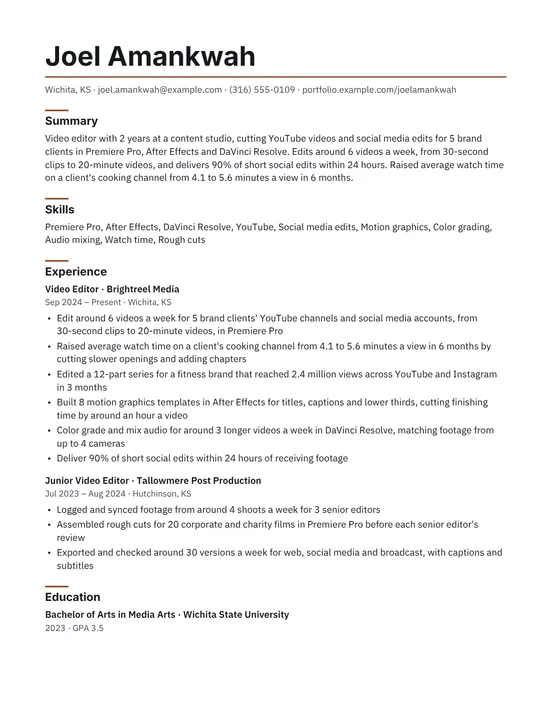 Joel Amankwah
Wichita, KS · joel.amankwah@example.com · (316) 555-0109 · portfolio.example.com/joelamankwah
Summary
Video editor with 2 years at a content studio, cutting YouTube videos and social media edits for 5 brand
clients in Premiere Pro, After Effects and DaVinci Resolve. Edits around 6 videos a week, from 30-second
clips to 20-minute videos, and delivers 90% of short social edits within 24 hours. Raised average watch time
on a client's cooking channel from 4.1 to 5.6 minutes a view in 6 months.
Skills
Premiere Pro, After Effects, DaVinci Resolve, YouTube, Social media edits, Motion graphics, Color grading,
Audio mixing, Watch time, Rough cuts
Experience
Video Editor · Brightreel Media
Sep 2024 – Present · Wichita, KS
• Edit around 6 videos a week for 5 brand clients' YouTube channels and social media accounts, from
30-second clips to 20-minute videos, in Premiere Pro
• Raised average watch time on a client's cooking channel from 4.1 to 5.6 minutes a view in 6 months by
cutting slower openings and adding chapters
• Edited a 12-part series for a fitness brand that reached 2.4 million views across YouTube and Instagram
in 3 months
• Built 8 motion graphics templates in After Effects for titles, captions and lower thirds, cutting finishing
time by around an hour a video
• Color grade and mix audio for around 3 longer videos a week in DaVinci Resolve, matching footage from
up to 4 cameras
• Deliver 90% of short social edits within 24 hours of receiving footage
Junior Video Editor · Tallowmere Post Production
Jul 2023 – Aug 2024 · Hutchinson, KS
• Logged and synced footage from around 4 shoots a week for 3 senior editors
• Assembled rough cuts for 20 corporate and charity films in Premiere Pro before each senior editor's
review
• Exported and checked around 30 versions a week for web, social media and broadcast, with captions and
subtitles
Education
Bachelor of Arts in Media Arts · Wichita State University
2023 · GPA 3.5